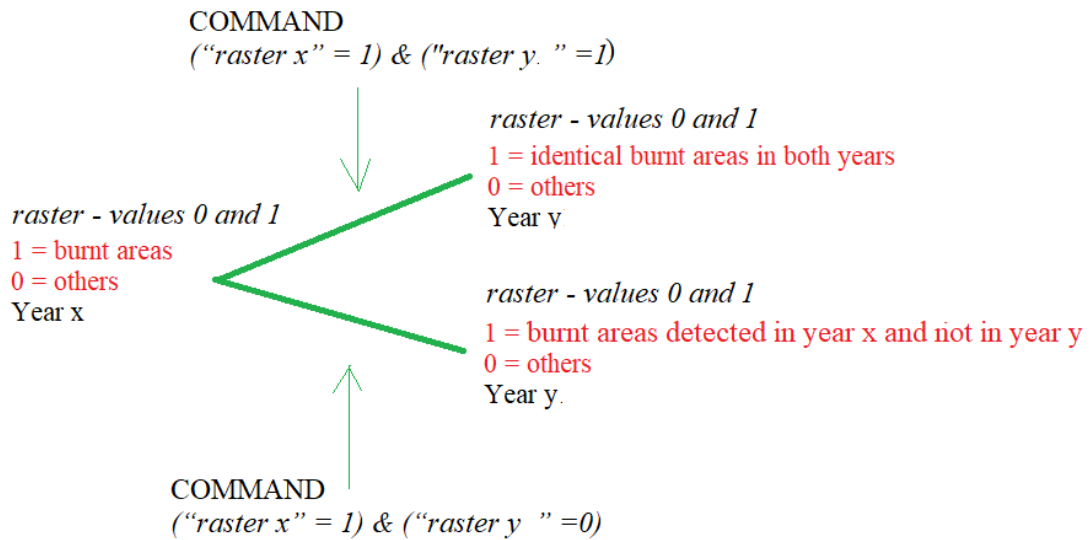 COMMAND
(“raster x” = 1) & ("raster y. ” =1)
raster - values 0 and 1
1 = identical burnt areas in both years
0 = others
Year y
raster - values 0 and 1
1 = burnt areas
0 = others
Year x
raster - values 0 and 1
1 = burnt areas detected in year x and not in year y
0 = others
Year y.
COMMAND
(“raster x” = 1) & (“raster y ” =0)